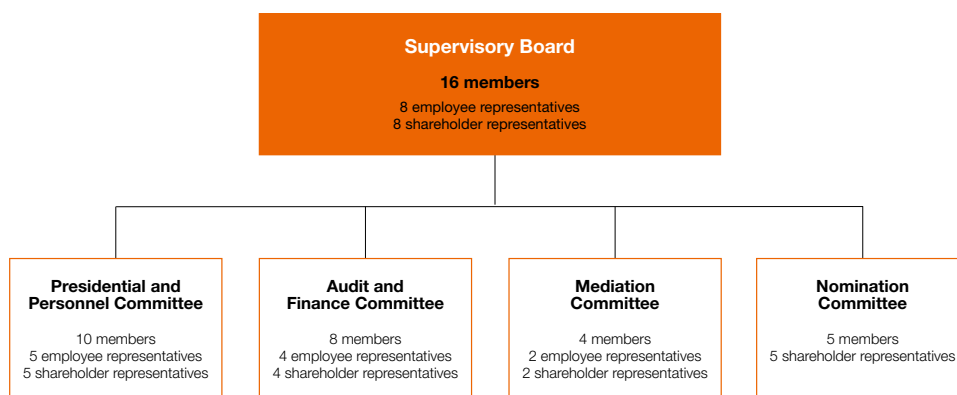 Supervisory Board
16 members
8 employee representatives
8 shareholder representatives
Presidential and
Personnel Committee
10 members
5 employee representatives
5 shareholder representatives
Audit and
Finance Committee
8 members
4 employee representatives
4 shareholder representatives
Mediation
Committee
4 members
2 employee representatives
2 shareholder representatives
Nomination
Committee
5 members
5 shareholder representatives